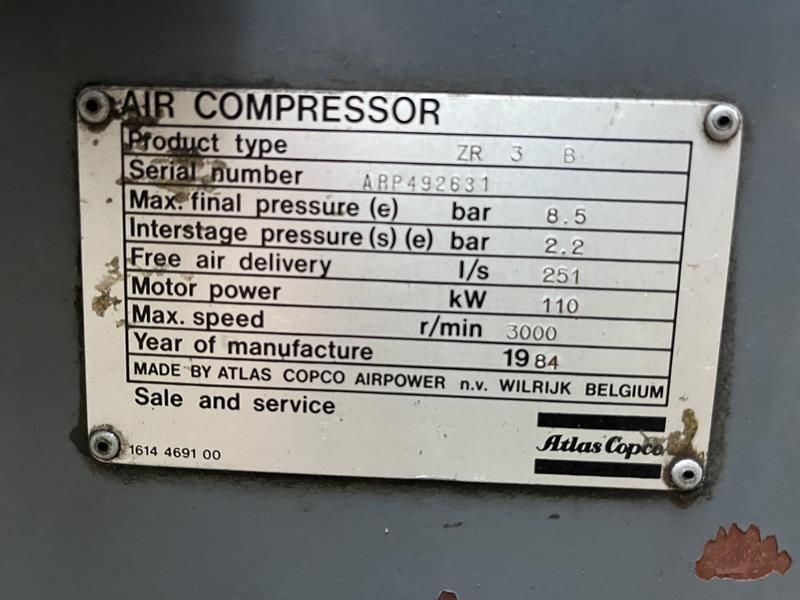 AIR COMPRESSOR
Product type ZR 3 B
Serial number ARP492631
Max. final pressure (e) bar 8.5
Interstage pressure (s) (e) bar 2.2
Free air delivery l/s 251
Motor power kW 110
Max. speed r/min 3000
Year of manufacture 1984
MADE BY ATLAS COPCO AIRPOWER n.v. WILRIJK BELGIUM
Sale and service
Atlas Copco
1614 4691 00